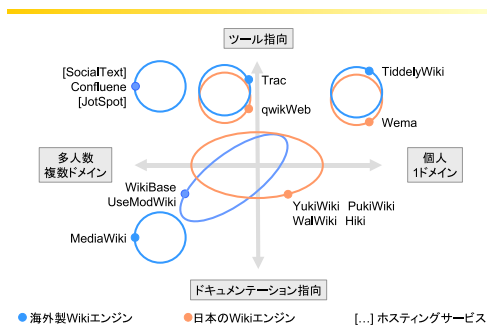 ツール指向
[SocialText]
Confluene
[JotSpot]
Trac
qwikWeb
TiddelyWiki
Wema
多人数
複数ドメイン
個人
1ドメイン
WikiBase
UseModWiki
YukiWiki PukiWiki
WalWiki Hiki
MediaWiki
ドキュメンテーション指向
海外製Wikiエンジン
日本のWikiエンジン
[...] ホスティングサービス